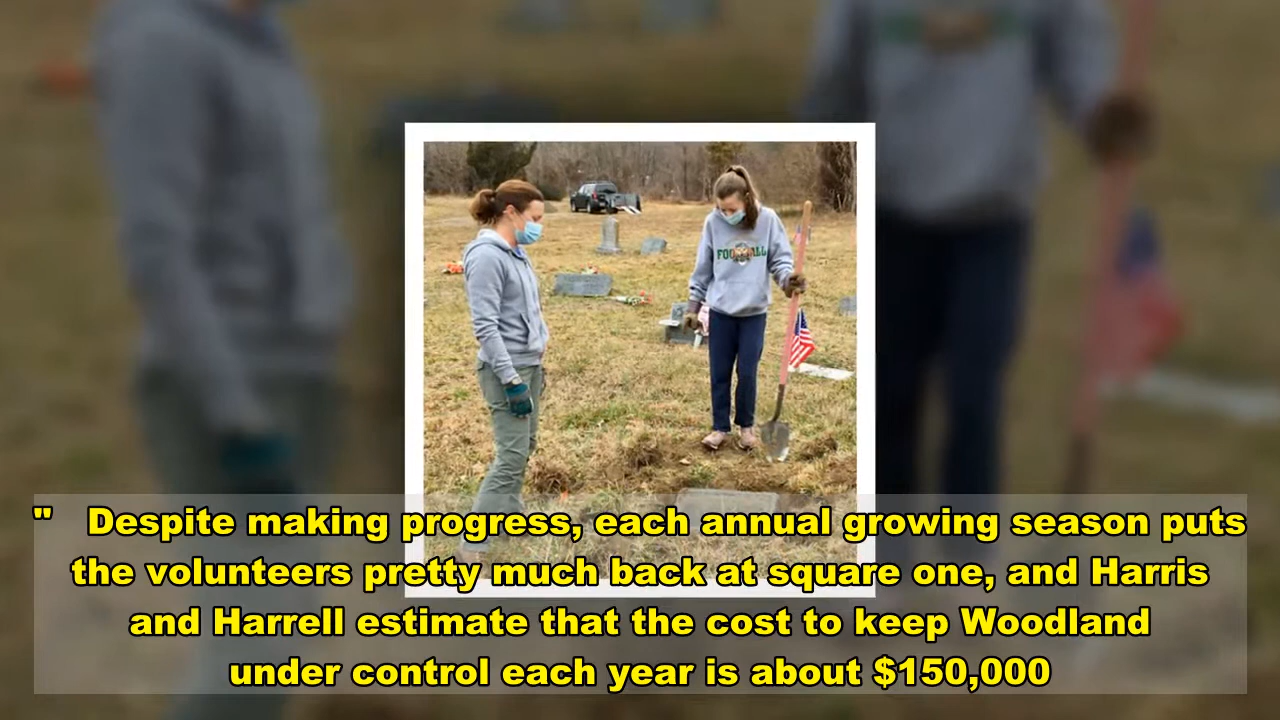 FOOTBALL
"   Despite making progress, each annual growing season puts
the volunteers pretty much back at square one, and Harris
and Harrell estimate that the cost to keep Woodland
under control each year is about $150,000